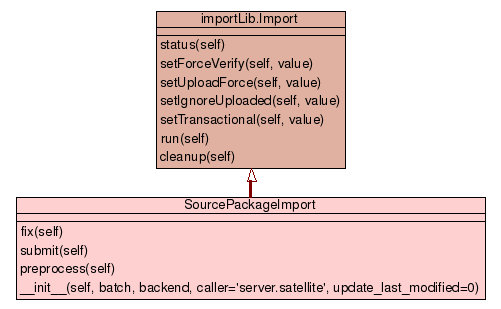 importLib.Import
status(self)
setForceVerify(self, value)
setUploadForce(self, value)
setIgnoreUploaded(self, value)
setTransactional(self, value)
run(self)
cleanup(self)
SourcePackageImport
fix(self)
submit(self)
preprocess(self)
__init__(self, batch, backend, caller='server.satellite', update_last_modified=0)